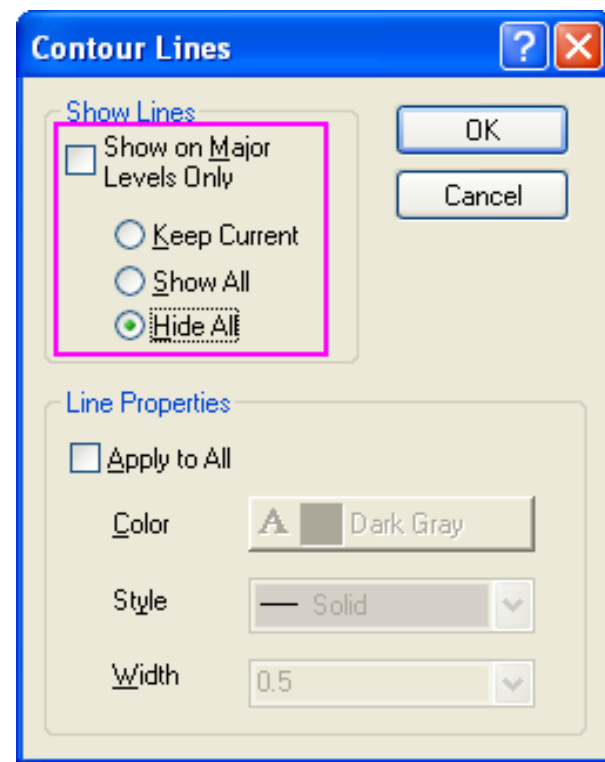 Contour Lines
Show Lines
Show on Major
Levels Only
Keep Current
Show All
Hide All
OK
Cancel
Line Properties
Apply to All
Color
A Dark Gray
Style
Solid
Width
0.5